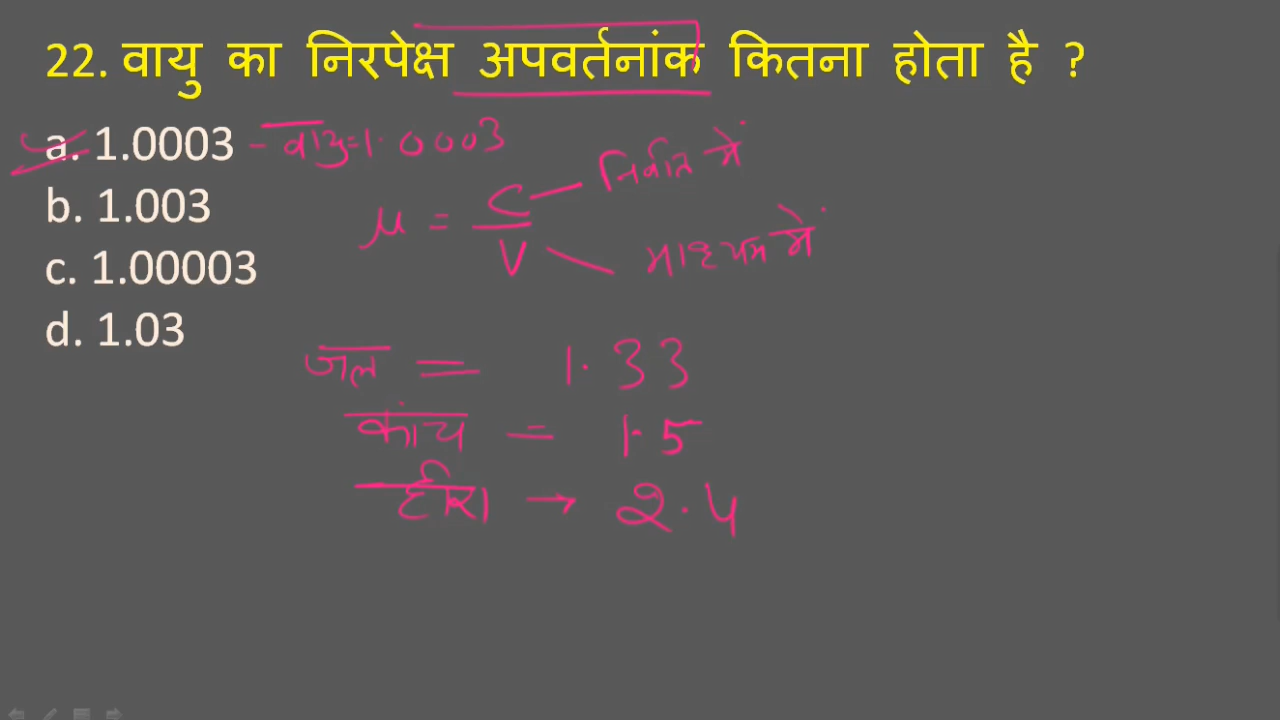 22. वायु का निरपेक्ष अपवर्तनांक कितना होता है ?
a. 1.0003 - वायु=1.0003
b. 1.003
c. 1.00003
d. 1.03
μ = C/V
निर्वात में
माध्यम में
जल = 1.33
कांच = 1.5
हीरा → 2.4